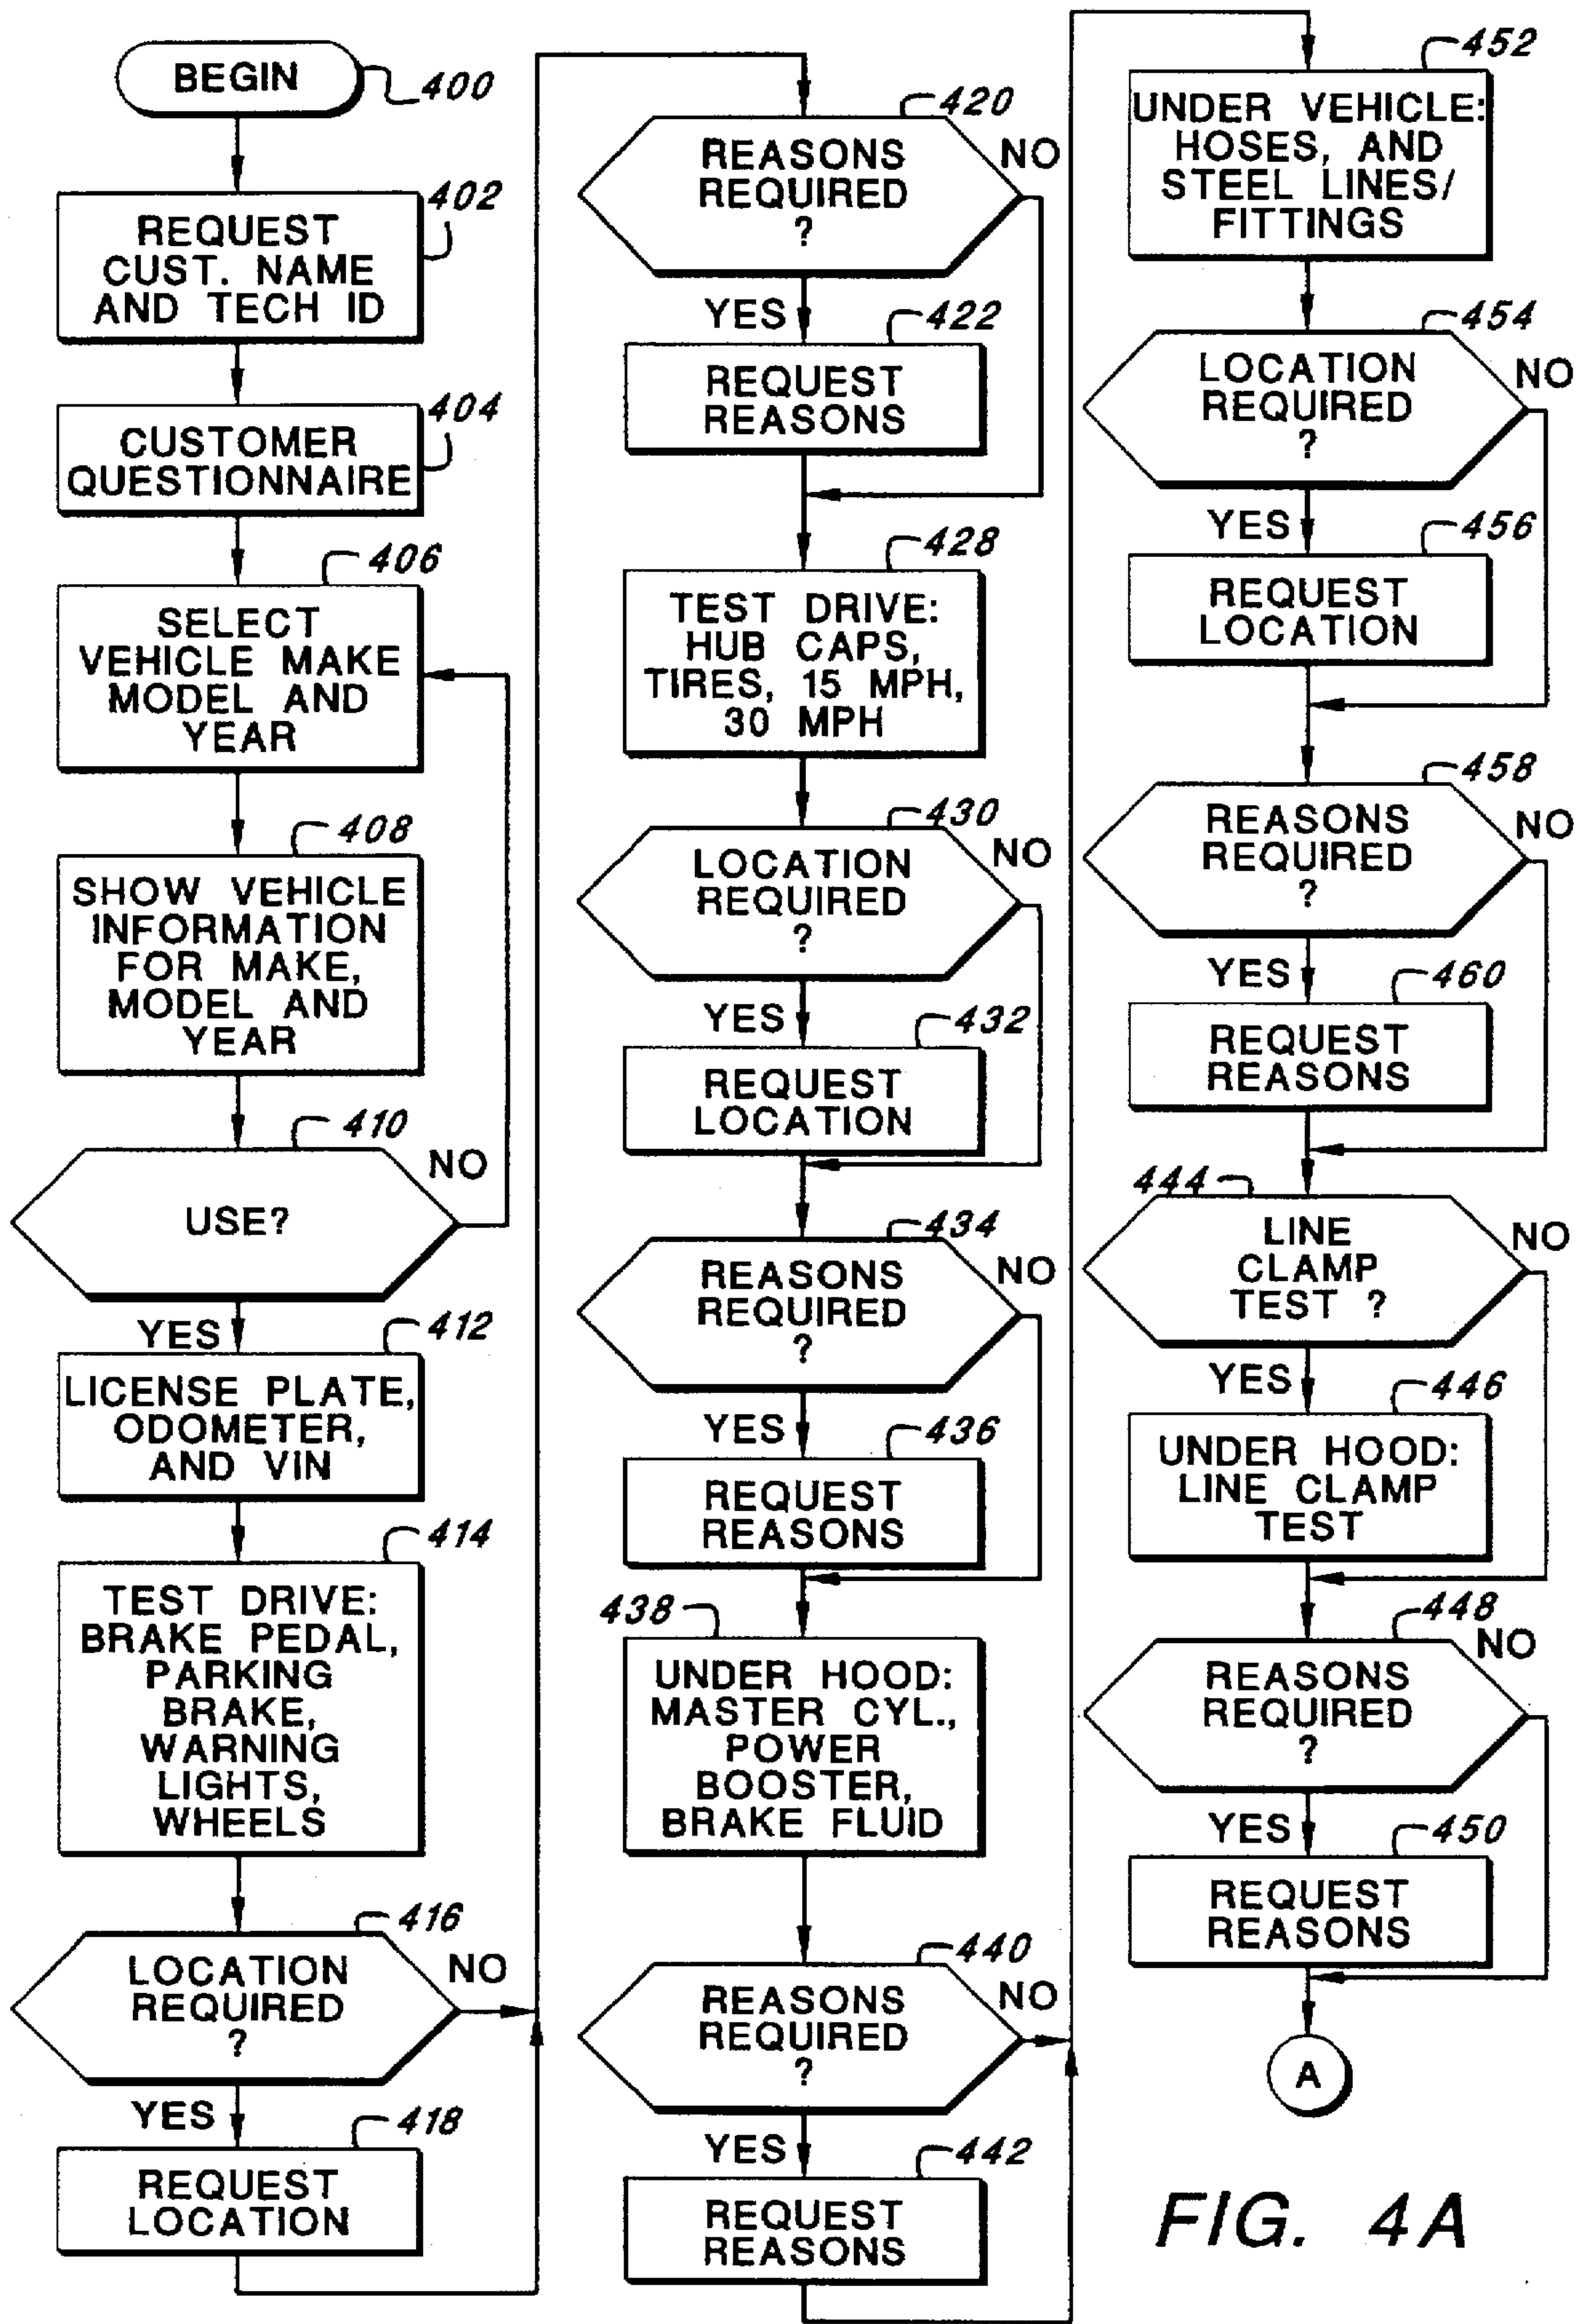 BEGIN
400
402
REQUEST
CUST. NAME
AND TECH ID
404
CUSTOMER
QUESTIONNAIRE
406
SELECT
VEHICLE MAKE
MODEL AND
YEAR
408
SHOW VEHICLE
INFORMATION
FOR MAKE,
MODEL AND
YEAR
410
NO
USE?
YES
412
LICENSE PLATE,
ODOMETER,
AND VIN
414
TEST DRIVE:
BRAKE PEDAL,
PARKING
BRAKE,
WARNING
LIGHTS,
WHEELS
416
LOCATION
REQUIRED
?
NO
YES
418
REQUEST
LOCATION
420
REASONS
REQUIRED
?
NO
YES
422
REQUEST
REASONS
428
TEST DRIVE:
HUB CAPS,
TIRES, 15 MPH,
30 MPH
430
LOCATION
REQUIRED
?
NO
YES
432
REQUEST
LOCATION
434
REASONS
REQUIRED
?
NO
YES
436
REQUEST
REASONS
438
UNDER HOOD:
MASTER CYL.,
POWER
BOOSTER,
BRAKE FLUID
440
REASONS
REQUIRED
?
NO
YES
442
REQUEST
REASONS
452
UNDER VEHICLE:
HOSES, AND
STEEL LINES/
FITTINGS
454
LOCATION
REQUIRED
?
NO
YES
456
REQUEST
LOCATION
458
REASONS
REQUIRED
?
NO
YES
460
REQUEST
REASONS
444
LINE
CLAMP
TEST ?
NO
YES
446
UNDER HOOD:
LINE CLAMP
TEST
448
REASONS
REQUIRED
?
NO
YES
450
REQUEST
REASONS
A
FIG. 4A